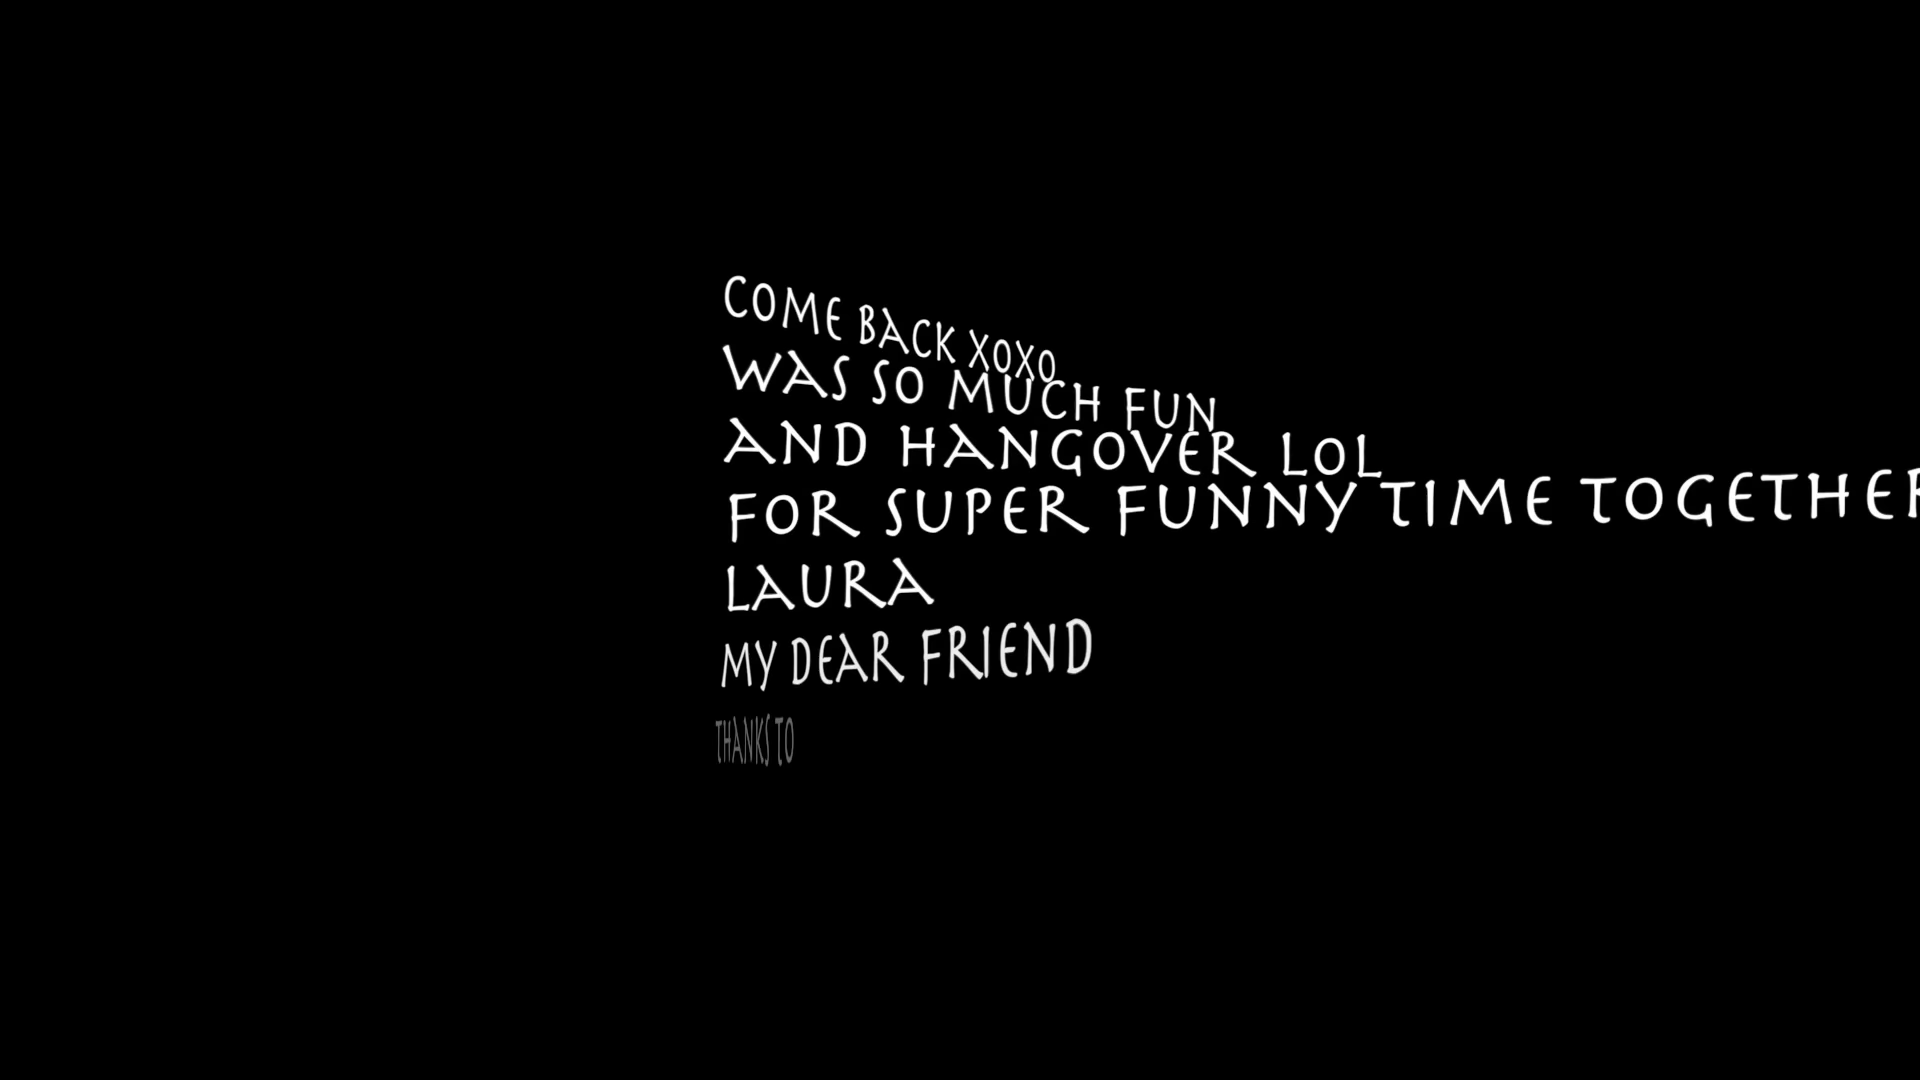 COME BACK XOXO
WAS SO MUCH FUN
AND HANGOVER LOL
FOR SUPER FUNNY TIME TOGETHER
LAURA
MY DEAR FRIEND
THANKS TO